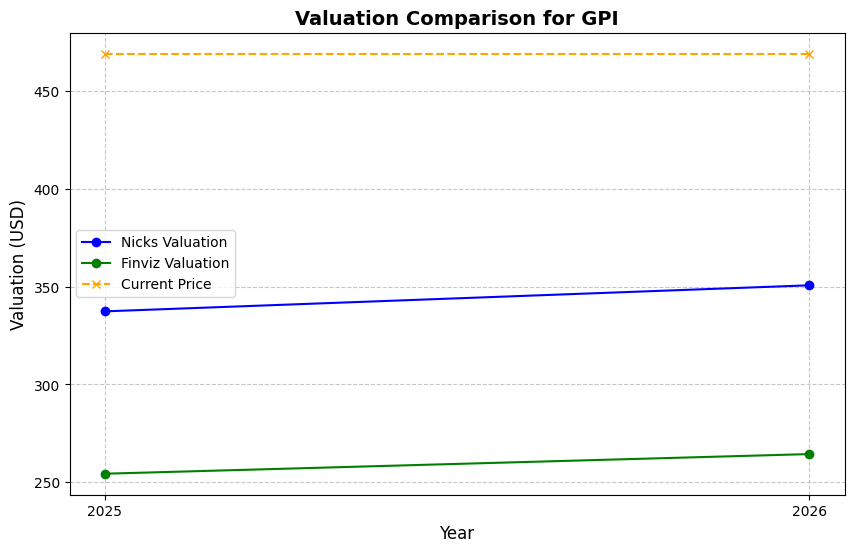 Valuation Comparison for GPI
Valuation (USD)
450
400
350
300
250
Nicks Valuation
Finviz Valuation
Current Price
2025
2026
Year